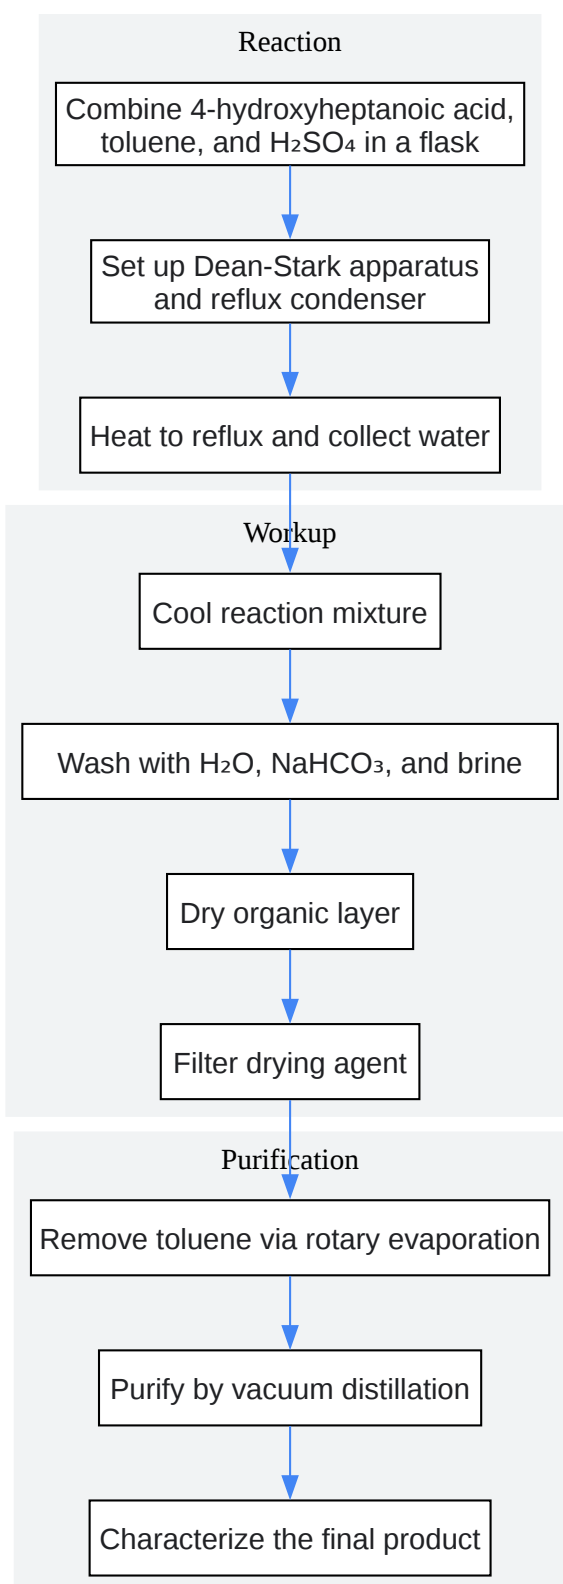 Reaction
Combine 4-hydroxyheptanoic acid,
toluene, and H₂SO₄ in a flask
Set up Dean-Stark apparatus
and reflux condenser
Heat to reflux and collect water
Workup
Cool reaction mixture
Wash with H₂O, NaHCO₃, and brine
Dry organic layer
Filter drying agent
Purification
Remove toluene via rotary evaporation
Purify by vacuum distillation
Characterize the final product